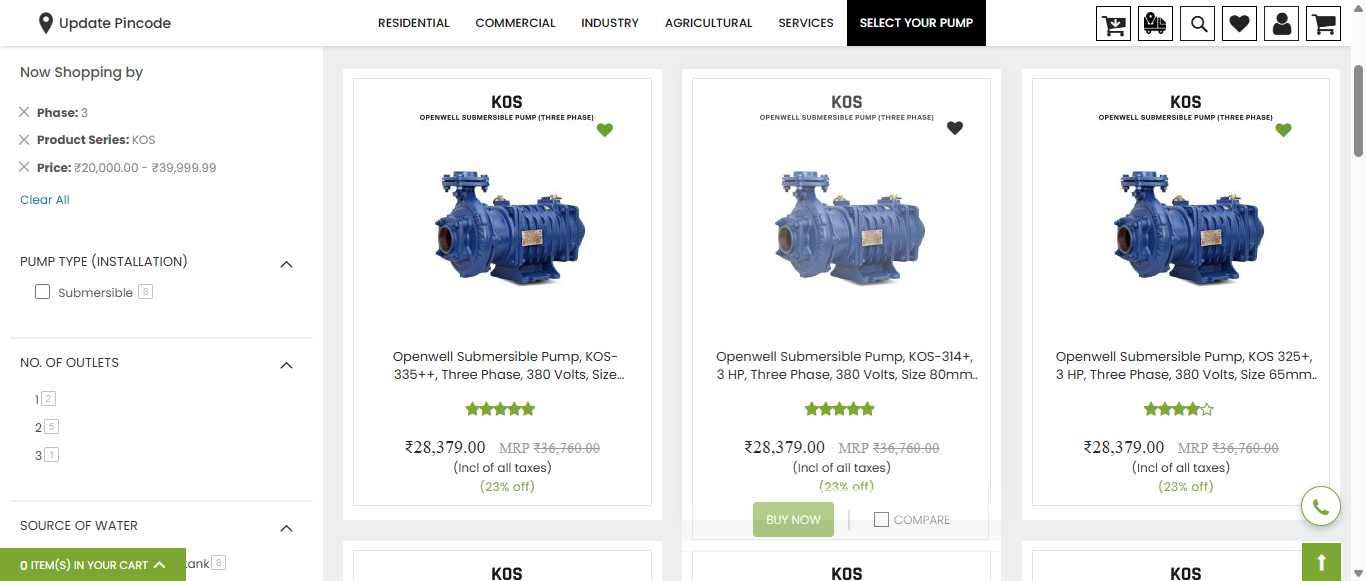 Update Pincode
RESIDENTIAL COMMERCIAL INDUSTRY AGRICULTURAL SERVICES SELECT YOUR PUMP
Now Shopping by
Phase: 3
Product Series: KOS
Price: ₹20,000.00 - ₹39,999.99
Clear All
PUMP TYPE (INSTALLATION)
Submersible 8
NO. OF OUTLETS
1 2
2 5
3 1
SOURCE OF WATER
tank 8
0 ITEM(S) IN YOUR CART
KOS
OPENWELL SUBMERSIBLE PUMP (THREE PHASE)
Openwell Submersible Pump, KOS-
335++, Three Phase, 380 Volts, Size...
₹28,379.00 MRP ₹36,760.00
(Incl of all taxes)
(23% off)
KOS
OPENWELL SUBMERSIBLE PUMP (THREE PHASE)
Openwell Submersible Pump, KOS-314+,
3 HP, Three Phase, 380 Volts, Size 80mm..
₹28,379.00 MRP ₹36,760.00
(Incl of all taxes)
(23% off)
BUY NOW COMPARE
KOS
OPENWELL SUBMERSIBLE PUMP (THREE PHASE)
Openwell Submersible Pump, KOS 325+,
3 HP, Three Phase, 380 Volts, Size 65mm..
₹28,379.00 MRP ₹36,760.00
(Incl of all taxes)
(23% off)
KOS
KOS
KOS